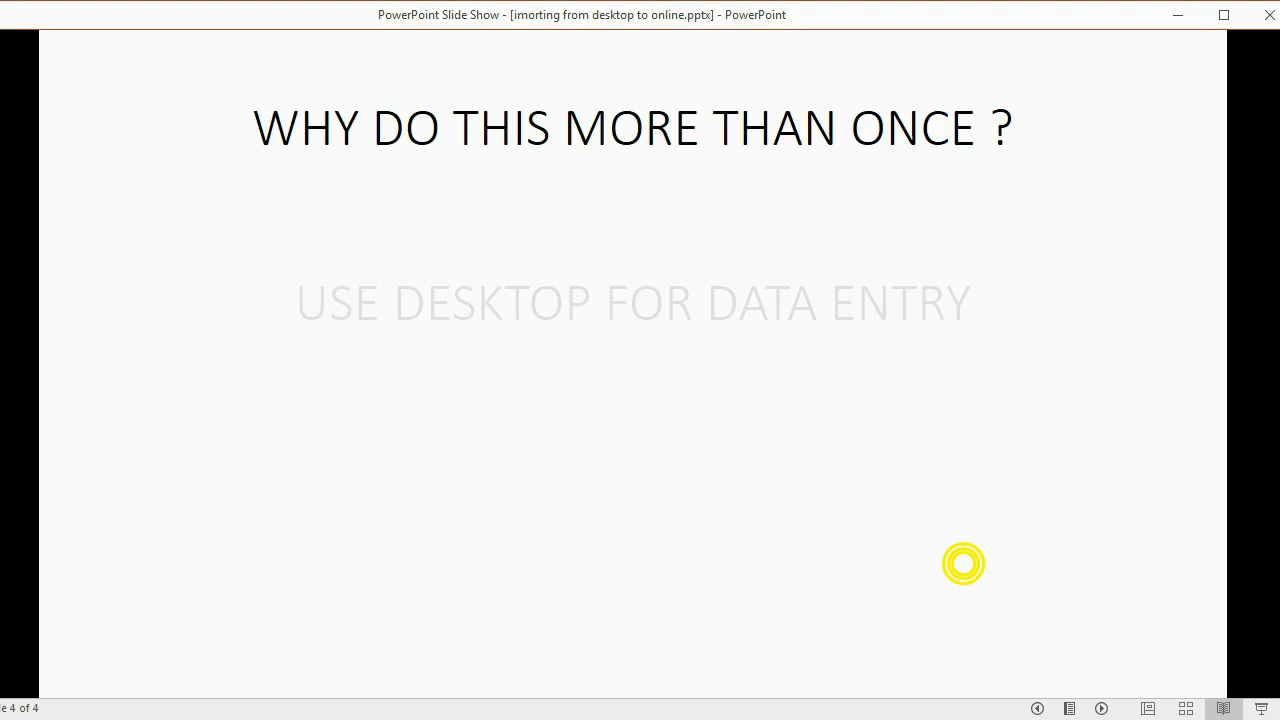 PowerPoint Slide Show - [imorting from desktop to online.pptx] - PowerPoint
WHY DO THIS MORE THAN ONCE ?
USE DESKTOP FOR DATA ENTRY
e 4 of 4